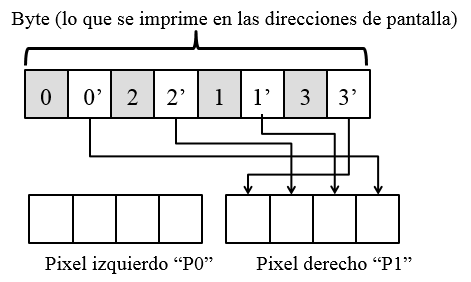 Byte (lo que se imprime en las direcciones de pantalla)
0 0’ 2 2’ 1 1’ 3 3’
Pixel izquierdo “P0” Pixel derecho “P1”